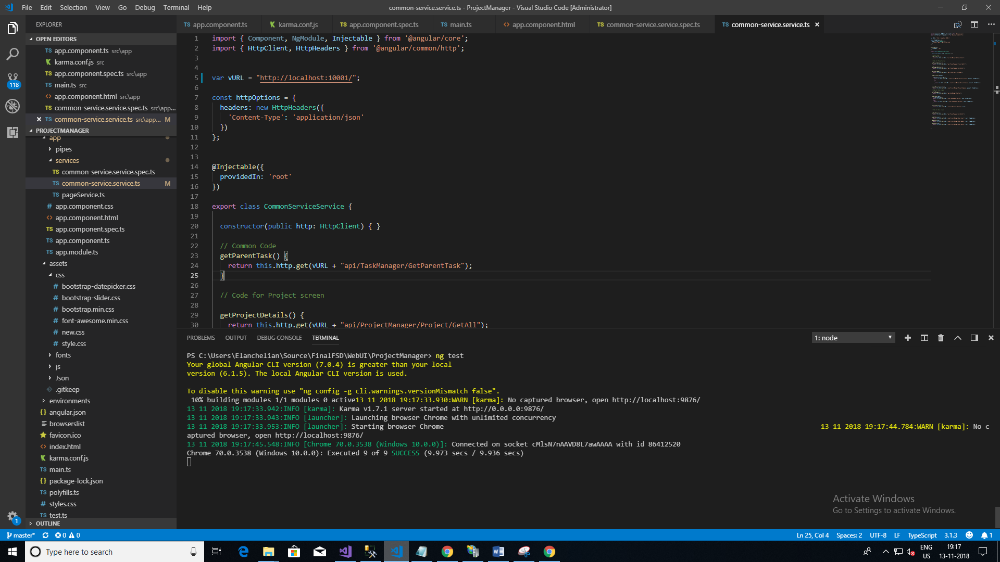 File Edit Selection View Go Debug Terminal Help
common-service.service.ts - ProjectManager - Visual Studio Code [Administrator]
EXPLORER
OPEN EDITORS
TS app.component.ts src\app
karma.conf.js src
TS app.component.spec.ts src\app
TS main.ts src
<> app.component.html src\app
TS common-service.service.spec.ts src\app...
TS common-service.service.ts src\app... M
PROJECTMANAGER
app
pipes
services
TS common-service.service.spec.ts
TS common-service.service.ts M
TS pageService.ts
# app.component.css
<> app.component.html
TS app.component.spec.ts
TS app.component.ts
TS app.module.ts
assets
css
# bootstrap-datepicker.css
# bootstrap-slider.css
# bootstrap.min.css
# font-awesome.min.css
# new.css
# style.css
fonts
js
Json
.gitkeep
environments
{} angular.json
browserslist
favicon.ico
<> index.html
karma.conf.js
TS main.ts
{} package-lock.json
TS polyfills.ts
# styles.css
TS test.ts
OUTLINE
118
1
TS app.component.ts karma.conf.js TS app.component.spec.ts TS main.ts <> app.component.html TS common-service.service.spec.ts TS common-service.service.ts
1 import { Component, NgModule, Injectable } from '@angular/core';
2 import { HttpClient, HttpHeaders } from '@angular/common/http';
3
4
5 var vURL = "http://localhost:10001/";
6
7 const httpOptions = {
8 headers: new HttpHeaders({
9 'Content-Type': 'application/json'
10 })
11 };
12
13
14 @Injectable({
15 providedIn: 'root'
16 })
17
18 export class CommonServiceService {
19
20 constructor(public http: HttpClient) { }
21
22 // Common Code
23 getParentTask() {
24 return this.http.get(vURL + "api/TaskManager/GetParentTask");
25 }
26
27 // Code for Project screen
28
29 getProjectDetails() {
30 return this.http.get(vURL + "api/ProjectManager/Project/GetAll");
PROBLEMS OUTPUT DEBUG CONSOLE TERMINAL
1: node
PS C:\Users\Elanchelian\Source\FinalFSD\WebUI\ProjectManager> ng test
Your global Angular CLI version (7.0.4) is greater than your local
version (6.1.5). The local Angular CLI version is used.
To disable this warning use "ng config -g cli.warnings.versionMismatch false".
10% building modules 1/1 modules 0 active13 11 2018 19:17:33.930:WARN [karma]: No captured browser, open http://localhost:9876/
13 11 2018 19:17:33.942:INFO [karma]: Karma v1.7.1 server started at http://0.0.0.0:9876/
13 11 2018 19:17:33.943:INFO [launcher]: Launching browser Chrome with unlimited concurrency
13 11 2018 19:17:33.953:INFO [launcher]: Starting browser Chrome 13 11 2018 19:17:44.784:WARN [karma]: No c
aptured browser, open http://localhost:9876/
13 11 2018 19:17:45.548:INFO [Chrome 70.0.3538 (Windows 10.0.0)]: Connected on socket cMlsN7nAAVD8L7awAAAA with id 86412520
Chrome 70.0.3538 (Windows 10.0.0): Executed 9 of 9 SUCCESS (9.973 secs / 9.936 secs)
Activate Windows
Go to Settings to activate Windows.
master* 0 0 Ln 25, Col 4 Spaces: 2 UTF-8 LF TypeScript 3.1.3 1
Type here to search
ENG
US
19:17
13-11-2018